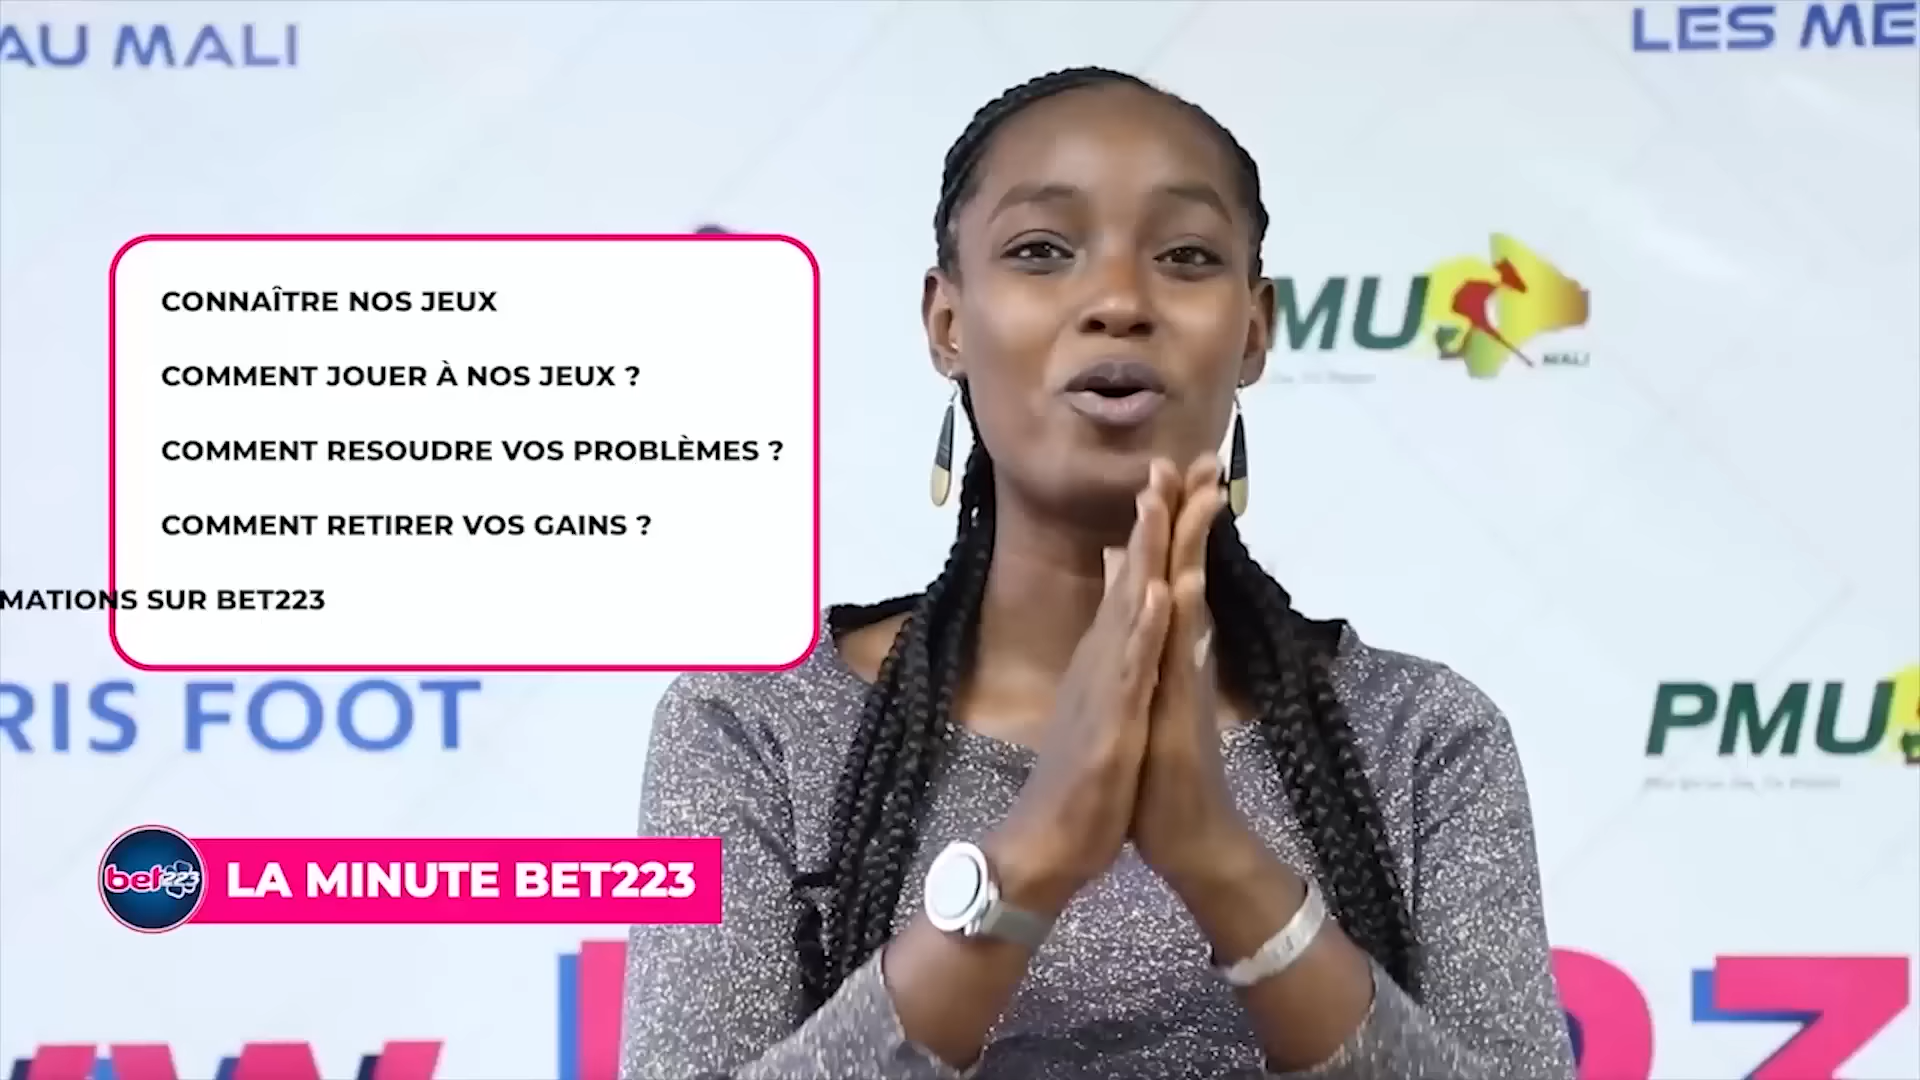 AU MALI
LES ME
CONNAÎTRE NOS JEUX
COMMENT JOUER À NOS JEUX ?
COMMENT RESOUDRE VOS PROBLÈMES ?
COMMENT RETIRER VOS GAINS ?
MATIONS SUR BET223
MU
MALI
RIS FOOT
PMU
bet223
LA MINUTE BET223